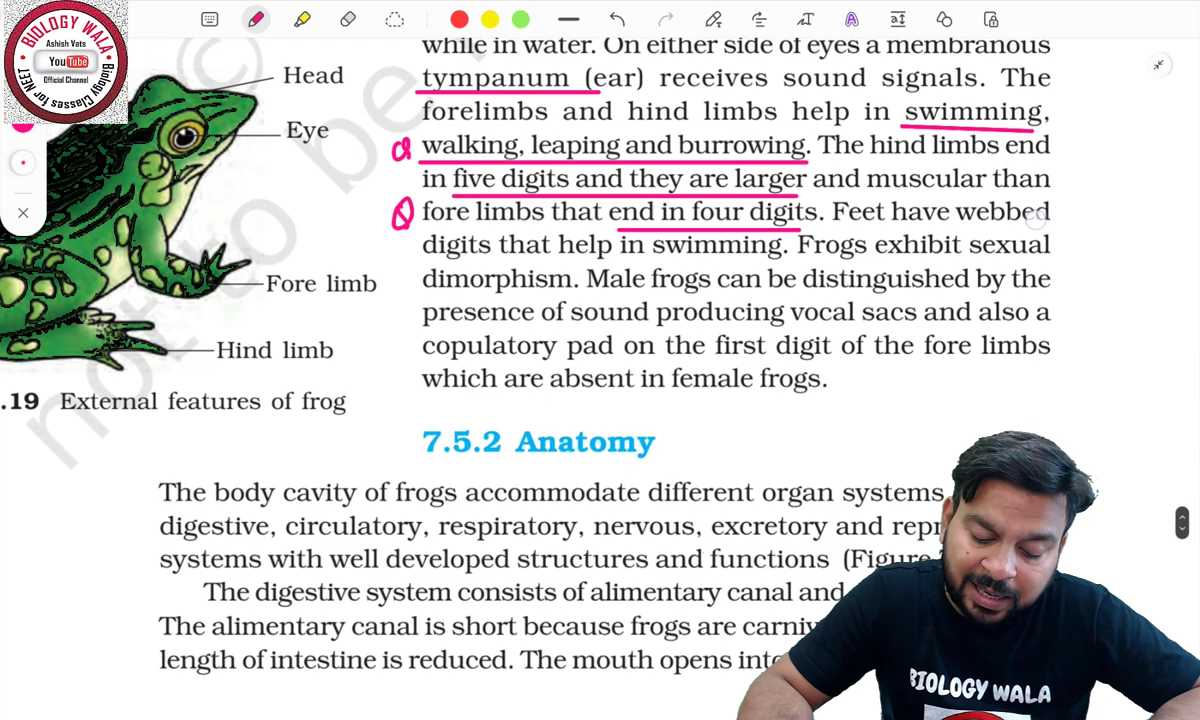 BIOLOGY WALA
Ashish Vats
YouTube
Official Channel
Biology Classes for NEET
Head
Eye
Fore limb
Hind limb
.19 External features of frog
not to be
©
while in water. On either side of eyes a membranous
tympanum (ear) receives sound signals. The
forelimbs and hind limbs help in swimming,
Q walking, leaping and burrowing. The hind limbs end
in five digits and they are larger and muscular than
Q fore limbs that end in four digits. Feet have webbed
digits that help in swimming. Frogs exhibit sexual
dimorphism. Male frogs can be distinguished by the
presence of sound producing vocal sacs and also a
copulatory pad on the first digit of the fore limbs
which are absent in female frogs.
7.5.2 Anatomy
The body cavity of frogs accommodate different organ systems
digestive, circulatory, respiratory, nervous, excretory and repr
systems with well developed structures and functions (Figure
The digestive system consists of alimentary canal and
The alimentary canal is short because frogs are carniv
length of intestine is reduced. The mouth opens into
BIOLOGY WALA